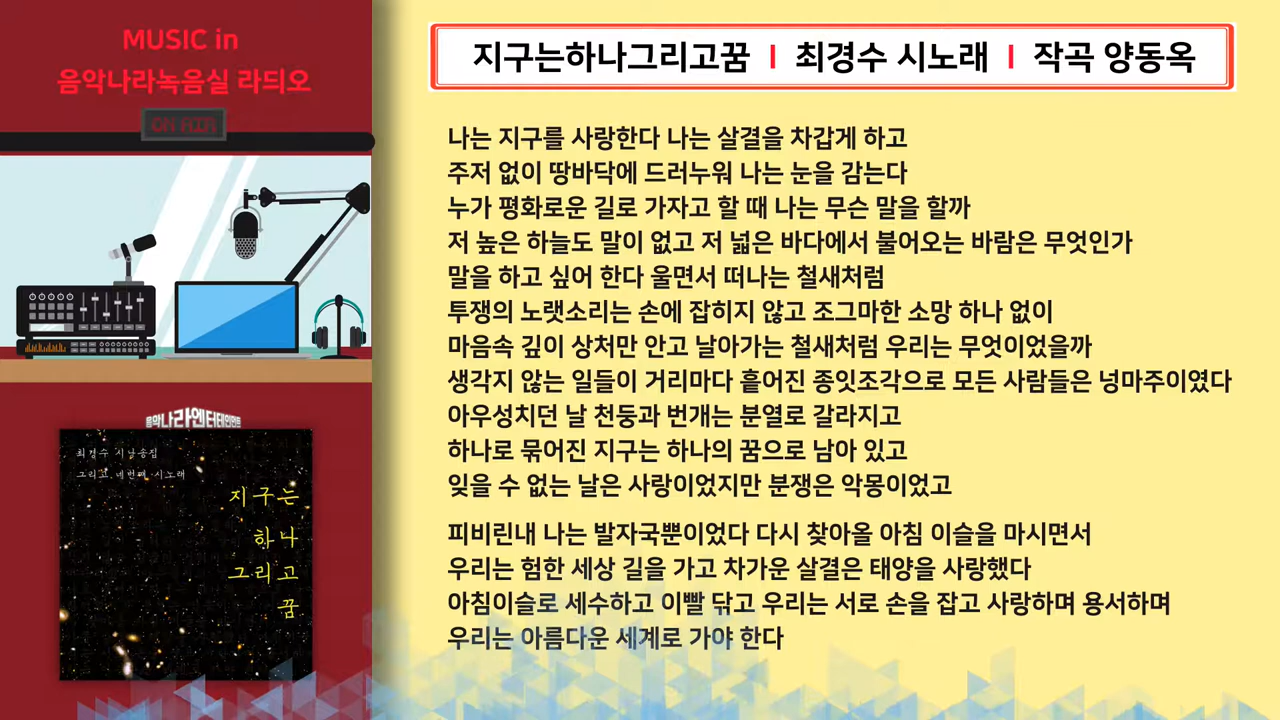 MUSIC in
음악나라녹음실 라듸오
ON
지구는하나그리고꿈 | 최경수 시노래 | 작곡 양동옥
나는 지구를 사랑한다 나는 살결을 차갑게 하고
주저 없이 땅바닥에 드러누워 나는 눈을 감는다
누가 평화로운 길로 가자고 할 때 나는 무슨 말을 할까
저 높은 하늘도 말이 없고 저 넓은 바다에서 불어오는 바람은 무엇인가
말을 하고 싶어 한다 울면서 떠나는 철새처럼
투쟁의 노랫소리는 손에 잡히지 않고 조그마한 소망 하나 없이
마음속 깊이 상처만 안고 날아가는 철새처럼 우리는 무엇이었을까
생각지 않는 일들이 거리마다 흩어진 종잇조각으로 모든 사람들은 넝마주이였다
아우성치던 날 천둥과 번개는 분열로 갈라지고
하나로 묶어진 지구는 하나의 꿈으로 남아 있고
잊을 수 없는 날은 사랑이었지만 분쟁은 악몽이었고
피비린내 나는 발자국뿐이었다 다시 찾아올 아침 이슬을 마시면서
우리는 험한 세상 길을 가고 차가운 살결은 태양을 사랑했다
아침이슬로 세수하고 이빨 닦고 우리는 서로 손을 잡고 사랑하며 용서하며
우리는 아름다운 세계로 가야 한다
음악나라엔터테인먼트
최경수 시낭송집
그리고 네번째 시노래
지구는
하나
그리고
꿈